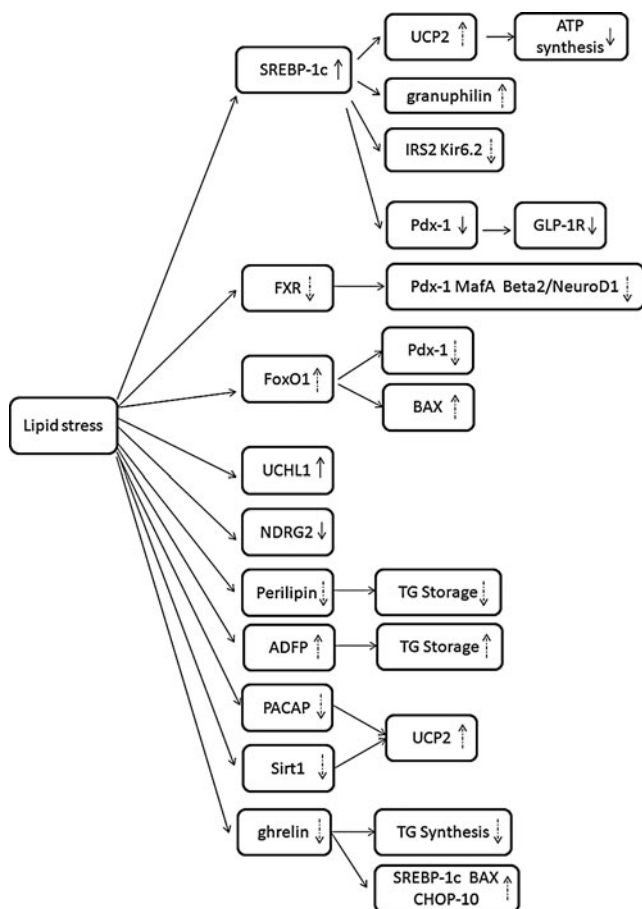 UCP2 ↑
ATP
synthesis ↓
SREBP-1c ↑
granuphilin ↑
IRS2 Kir6.2 ↓
Pdx-1 ↓
GLP-1R ↓
FXR ↓
Pdx-1 MafA Beta2/NeuroD1 ↓
Pdx-1 ↓
FoxO1 ↑
BAX ↑
Lipid stress
UCHL1 ↑
NDRG2 ↓
Perilipin ↓
TG Storage ↓
ADFP ↑
TG Storage ↑
PACAP ↓
UCP2 ↑
Sirt1 ↓
ghrelin ↓
TG Synthesis ↓
SREBP-1c BAX
CHOP-10 ↑